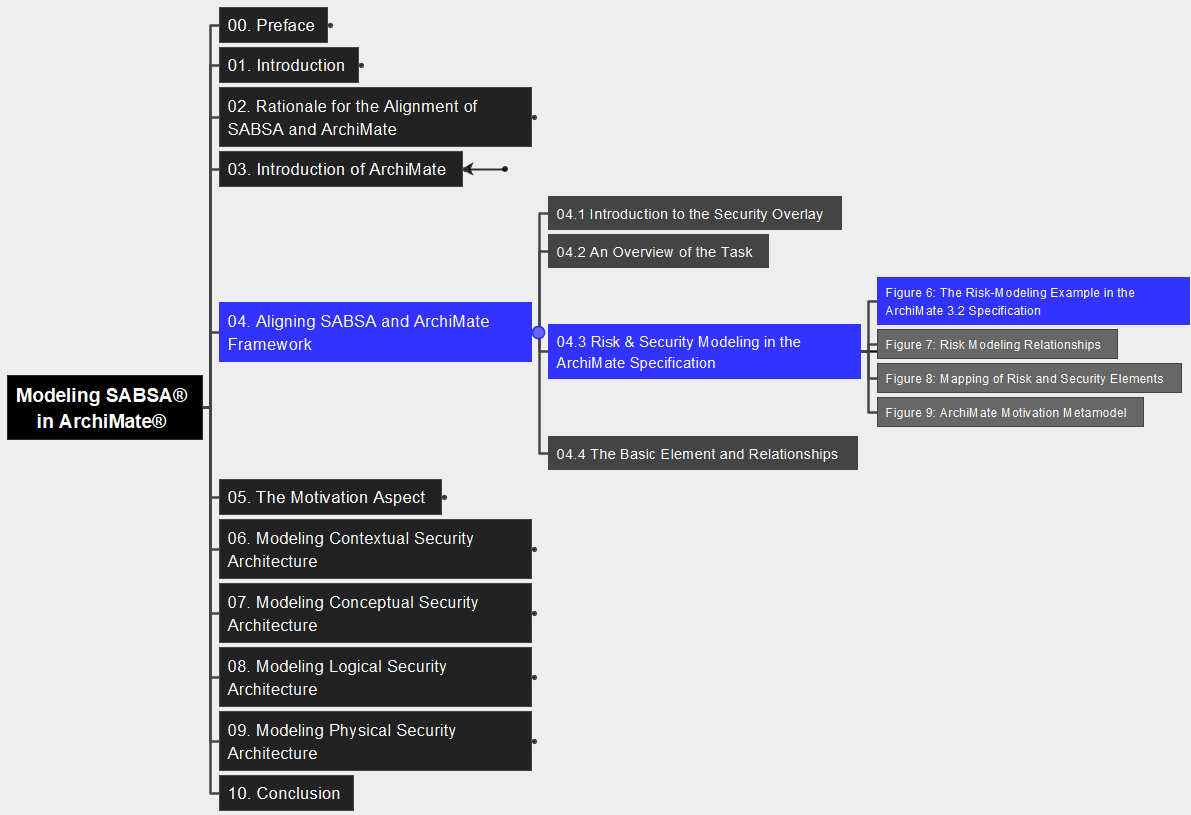 00. Preface
01. Introduction
02. Rationale for the Alignment of
SABSA and ArchiMate
03. Introduction of ArchiMate
04.1 Introduction to the Security Overlay
04.2 An Overview of the Task
Figure 6: The Risk-Modeling Example in the
ArchiMate 3.2 Specification
04. Aligning SABSA and ArchiMate
Framework
04.3 Risk & Security Modeling in the
ArchiMate Specification
Figure 7: Risk Modeling Relationships
Figure 8: Mapping of Risk and Security Elements
Figure 9: ArchiMate Motivation Metamodel
Modeling SABSA®
in ArchiMate®
04.4 The Basic Element and Relationships
05. The Motivation Aspect
06. Modeling Contextual Security
Architecture
07. Modeling Conceptual Security
Architecture
08. Modeling Logical Security
Architecture
09. Modeling Physical Security
Architecture
10. Conclusion